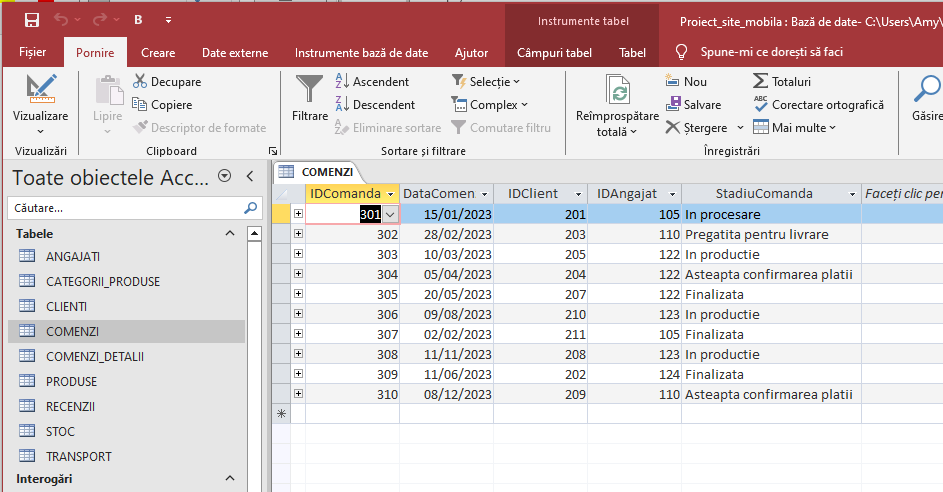 B
Instrumente tabel
Proiect_site_mobila : Bază de date- C:\Users\Amy\
Fișier
Pornire
Creare
Date externe
Instrumente bază de date
Ajutor
Câmpuri tabel
Tabel
Spune-mi ce dorești să faci
Vizualizare
Vizualizări
Lipire
Decupare
Copiere
Descriptor de formate
Clipboard
Filtrare
Ascendent
Descendent
Eliminare sortare
Selecție
Complex
Comutare filtru
Sortare și filtrare
Reîmprospătare
totală
Nou
Salvare
Ștergere
Totaluri
Corectare ortografică
Mai multe
Înregistrări
Găsire
Toate obiectele Acc...
Căutare...
Tabele
ANGAJATI
CATEGORII_PRODUSE
CLIENTI
COMENZI
COMENZI_DETALII
PRODUSE
RECENZII
STOC
TRANSPORT
Interogări
COMENZI
IDComanda DataComen IDClient IDAngajat StadiuComanda Faceți clic per
301 15/01/2023 201 105 In procesare
302 28/02/2023 203 110 Pregatita pentru livrare
303 10/03/2023 205 122 In productie
304 05/04/2023 204 122 Asteapta confirmarea platii
305 20/05/2023 207 122 Finalizata
306 09/08/2023 210 123 In productie
307 02/02/2023 211 105 Finalizata
308 11/11/2023 208 123 In productie
309 11/06/2023 202 124 Finalizata
310 08/12/2023 209 110 Asteapta confirmarea platii